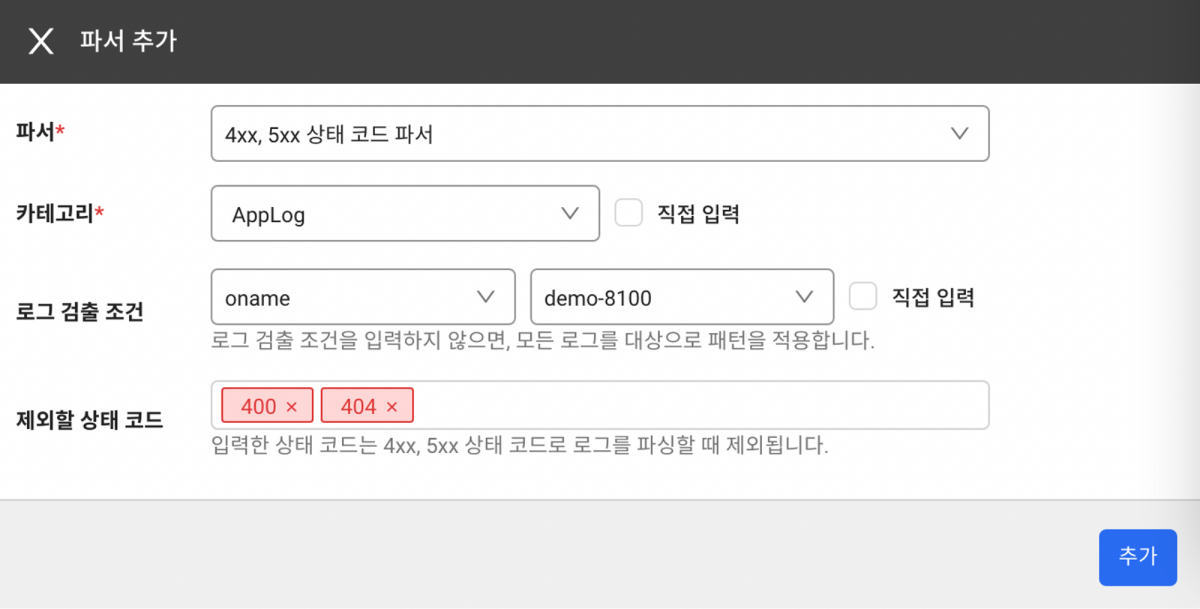 파서 추가
파서*
4xx, 5xx 상태 코드 파서
카테고리*
AppLog
직접 입력
로그 검출 조건
oname
demo-8100
직접 입력
로그 검출 조건을 입력하지 않으면, 모든 로그를 대상으로 패턴을 적용합니다.
제외할 상태 코드
400 ×
404 ×
입력한 상태 코드는 4xx, 5xx 상태 코드로 로그를 파싱할 때 제외됩니다.
추가